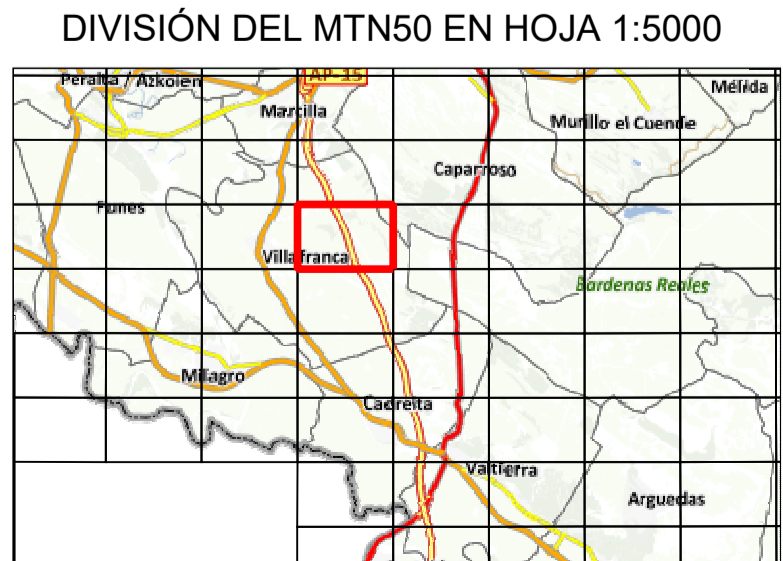 DIVISIÓN DEL MTN50 EN HOJA 1:5000
Peralta / Azkoien
AP-15
Mélida
Marcilla
Murillo el Cuende
Caparroso
Funes
Villafranca
Bardenas Reales
Milagro
Cadreita
Valtierra
Arguedas